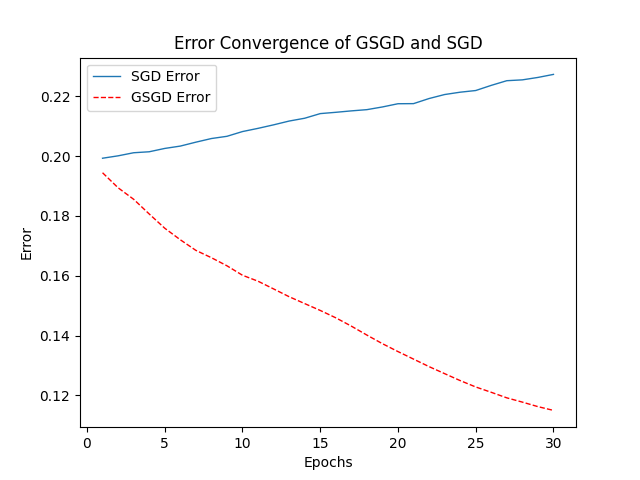 Error Convergence of GSGD and SGD
SGD Error
GSGD Error
Error
0.22
0.20
0.18
0.16
0.14
0.12
0 5 10 15 20 25 30
Epochs